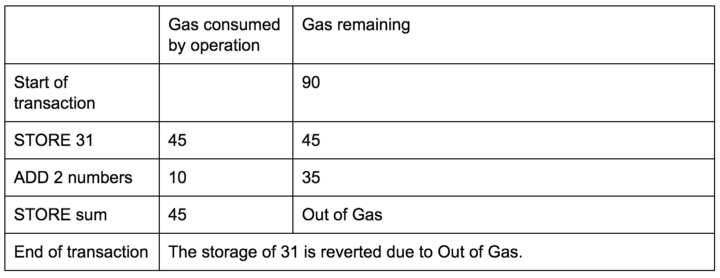 Gas consumed by operation | Gas remaining
Start of transaction | | 90
STORE 31 | 45 | 45
ADD 2 numbers | 10 | 35
STORE sum | 45 | Out of Gas
End of transaction | The storage of 31 is reverted due to Out of Gas.